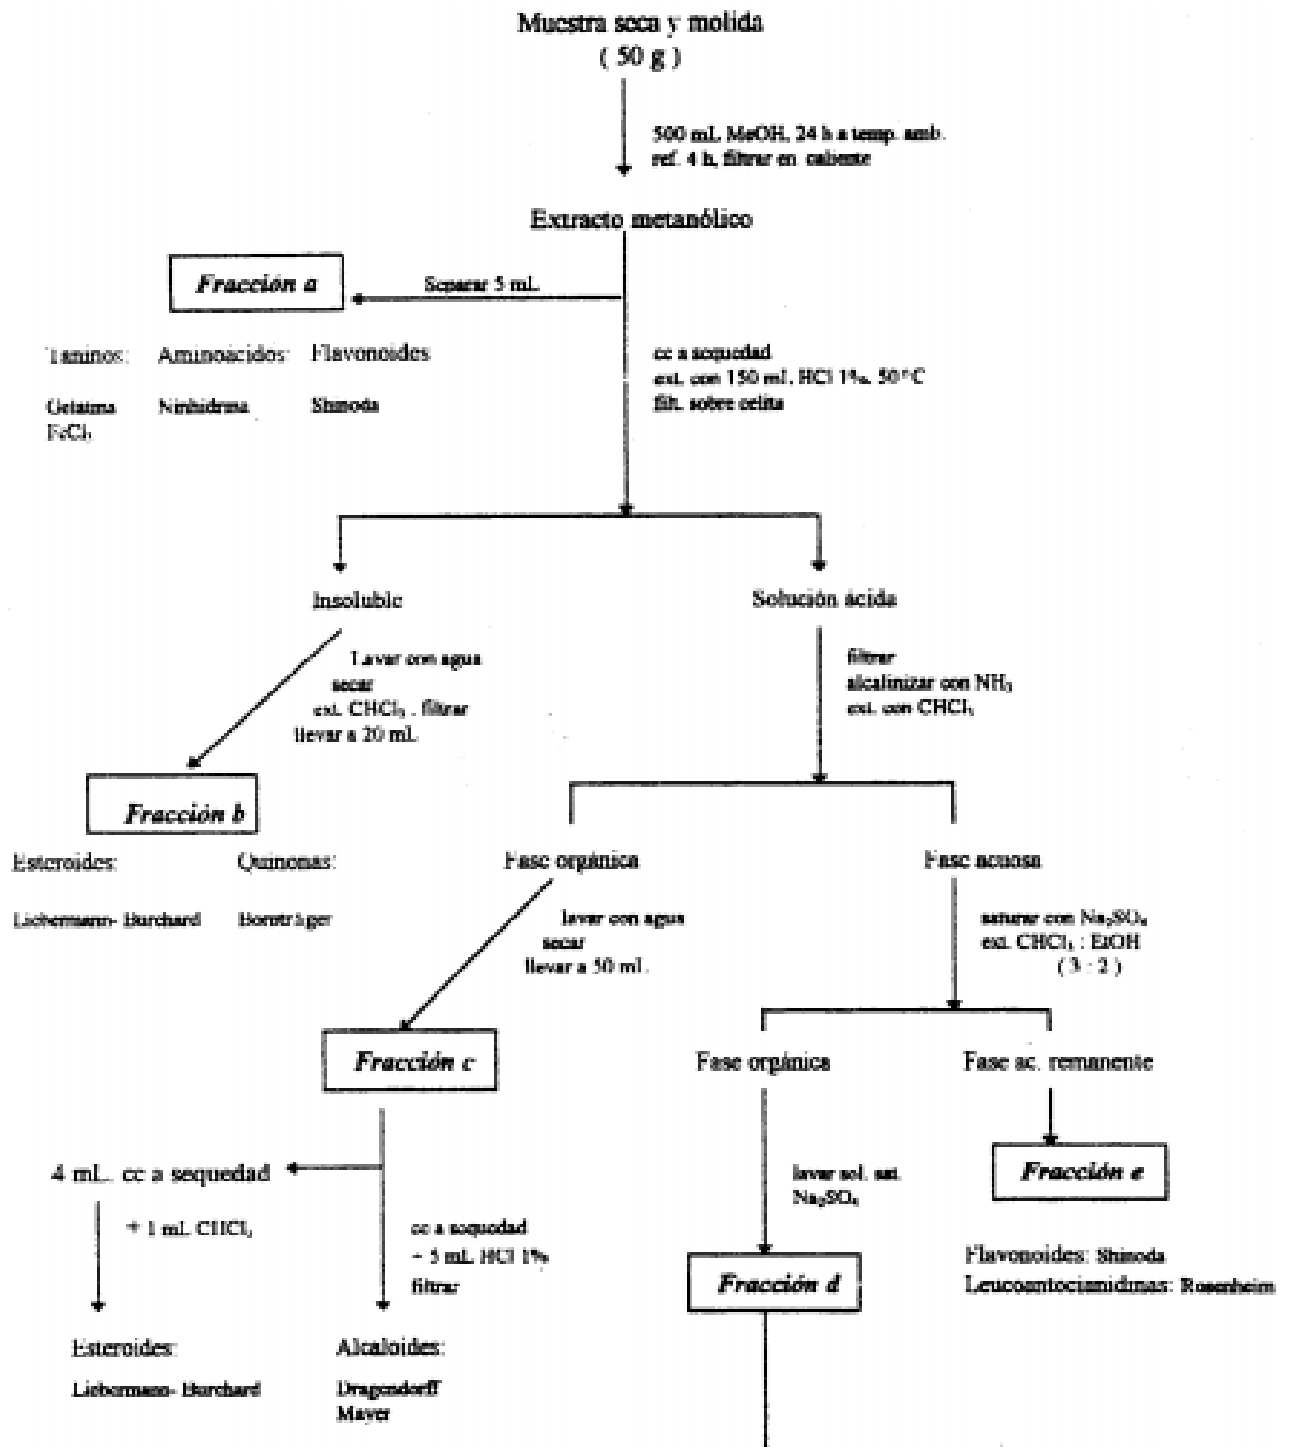 Muestra seca y molida
( 50 g )
500 mL MeOH, 24 h a temp. amb.
ref. 4 h, filtrar en caliente
Extracto metanólico
Fracción a
Separar 5 mL
Taninos: Aminoácidos: Flavonoides
Gelatina Ninhidrina Shinoda
FeCl₃
cc a sequedad
ext. con 150 mL HCl 1%, 50 °C
filt. sobre celita
Insoluble
Solución ácida
Lavar con agua
secar
ext. CHCl₃ . filtrar
llevar a 20 mL
filtrar
alcalinizar con NH₃
ext. con CHCl₃
Fracción b
Esteroides: Quinonas:
Liebermann- Burchard Bornträger
Fase orgánica
Fase acuosa
lavar con agua
secar
llevar a 50 mL
saturar con Na₂SO₄
ext. CHCl₃ : EtOH
( 3 : 2 )
Fracción c
Fase orgánica
Fase ac. remanente
4 mL. cc a sequedad
+ 1 mL CHCl₃
cc a sequedad
+ 5 mL HCl 1%
filtrar
lavar sol. sat.
Na₂SO₄
Fracción e
Flavonoides: Shinoda
Leucoantocianidinas: Rosenheim
Fracción d
Esteroides:
Liebermann- Burchard
Alcaloides:
Dragendorff
Mayer